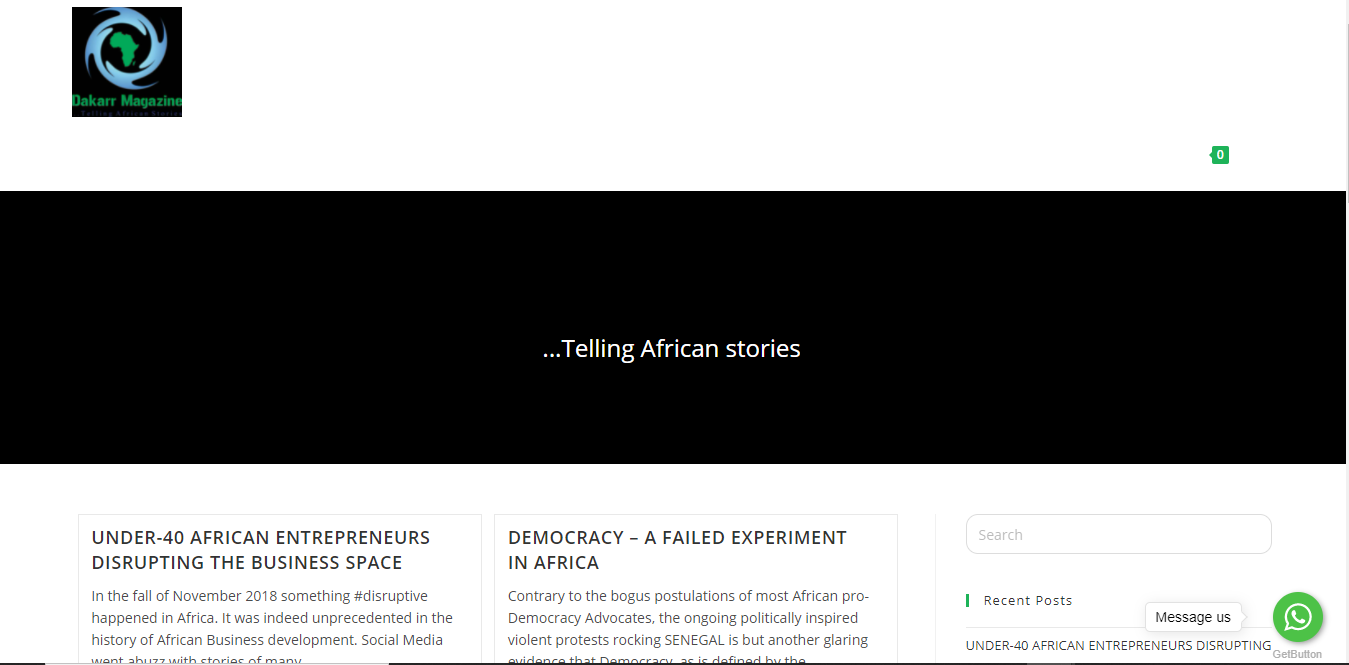 Dakarr Magazine
Telling African Stories
0
...Telling African stories
UNDER-40 AFRICAN ENTREPRENEURS
DISRUPTING THE BUSINESS SPACE
In the fall of November 2018 something #disruptive
happened in Africa. It was indeed unprecedented in the
history of African Business development. Social Media
went abuzz with stories of many
DEMOCRACY – A FAILED EXPERIMENT
IN AFRICA
Contrary to the bogus postulations of most African pro-
Democracy Advocates, the ongoing politically inspired
violent protests rocking SENEGAL is but another glaring
evidence that Democracy, as is defined by the
Search
Recent Posts
Message us
UNDER-40 AFRICAN ENTREPRENEURS DISRUPTING
GetButton